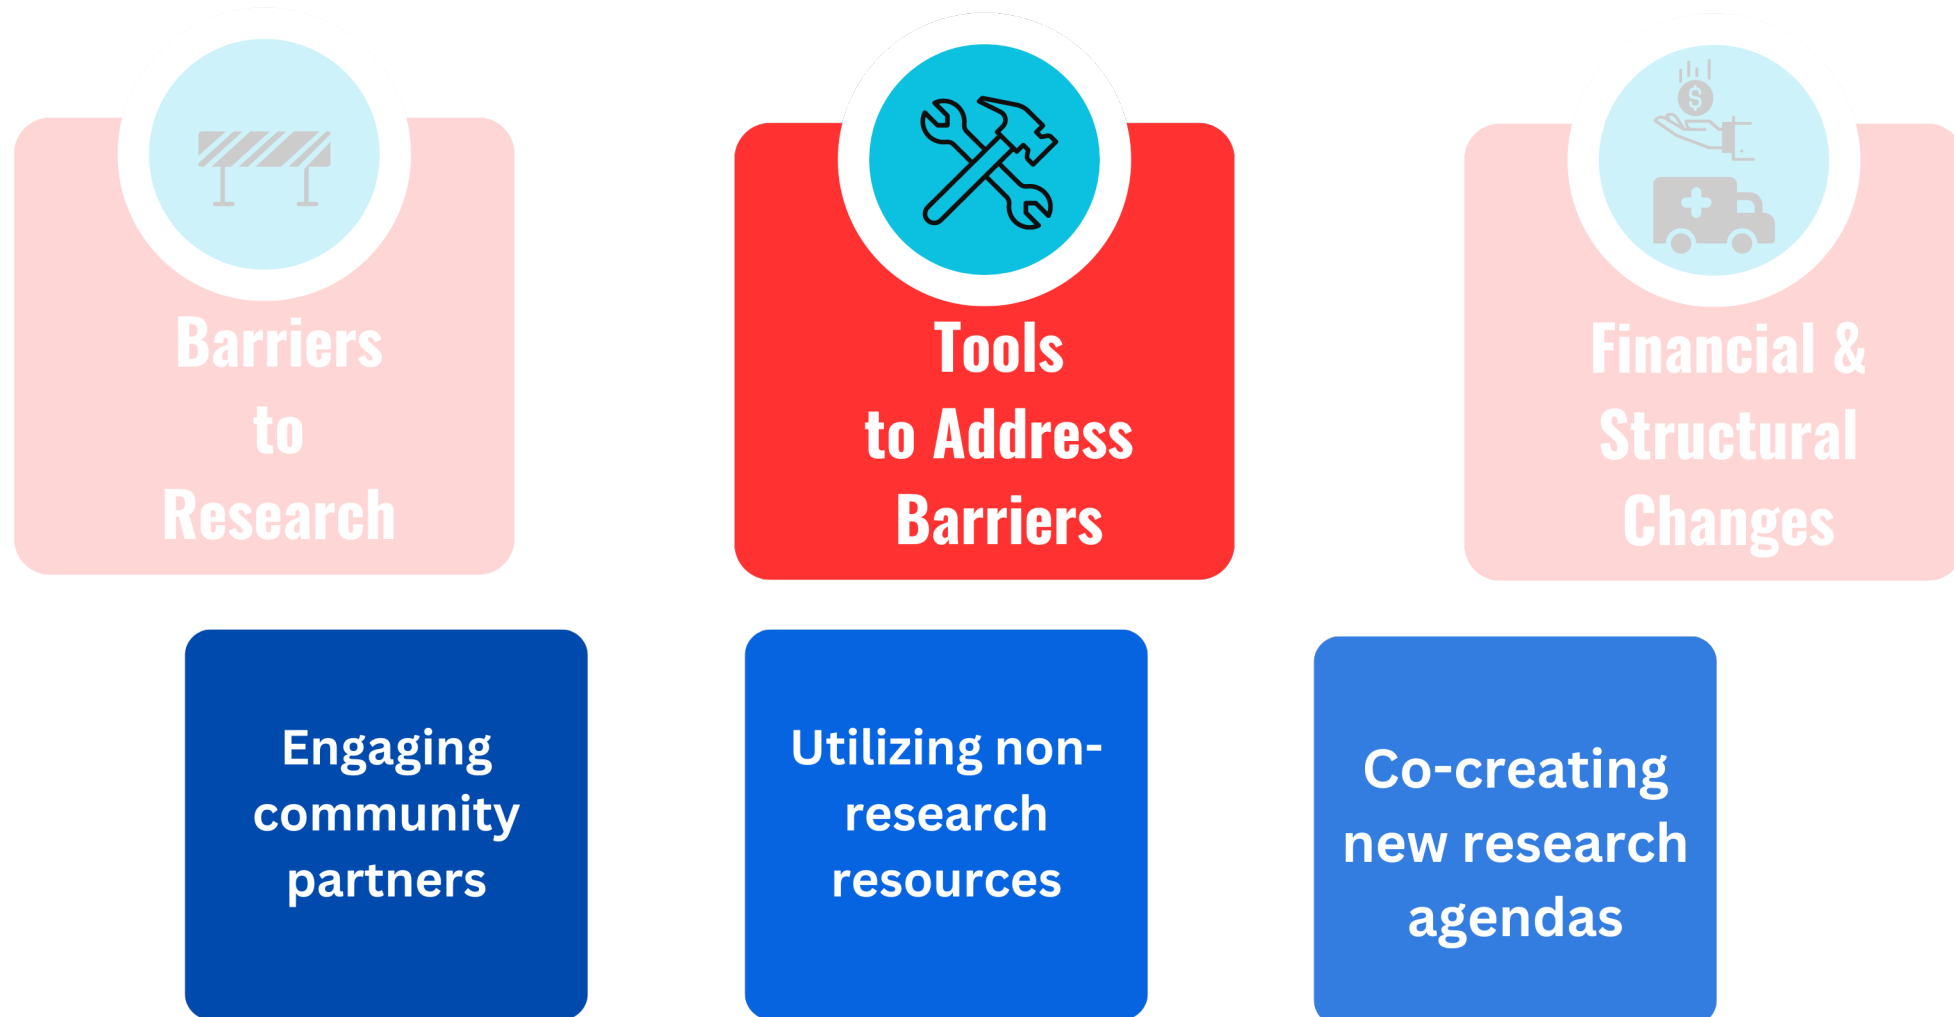 Barriers
to
Research
Tools
to Address
Barriers
Financial &
Structural
Changes
$
Engaging
community
partners
Utilizing non-
research
resources
Co-creating
new research
agendas